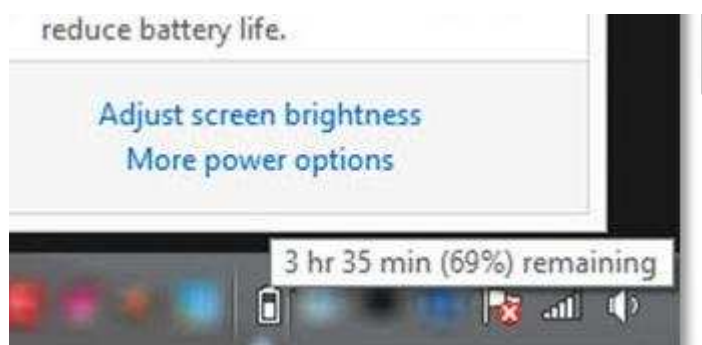 reduce battery life.
Adjust screen brightness
More power options
3 hr 35 min (69%) remaining